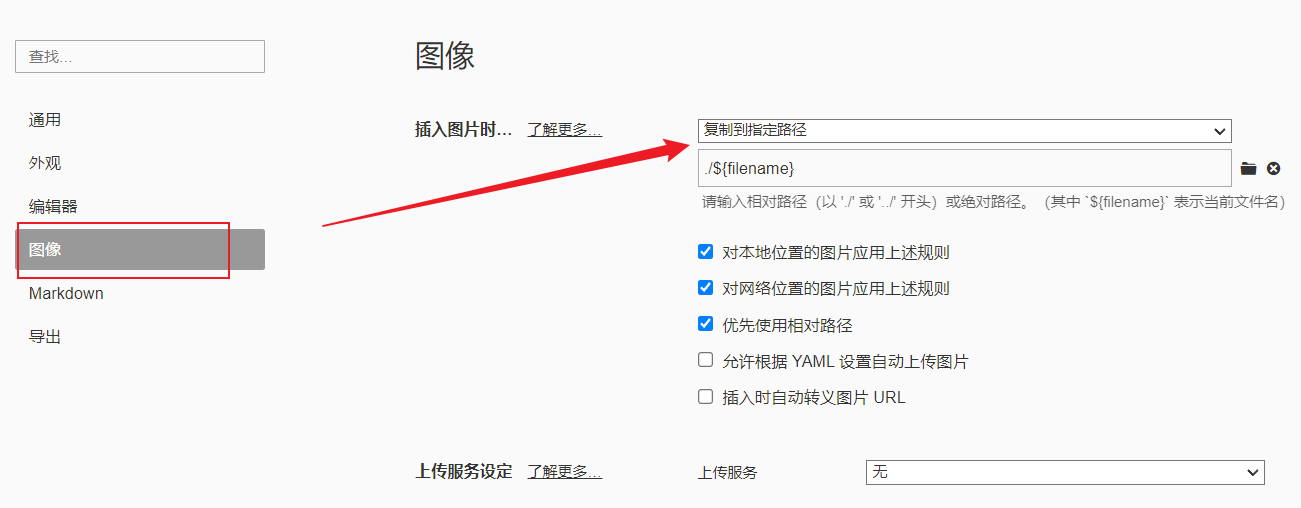 查找...
通用
外观
编辑器
图像
Markdown
导出
图像
插入图片时... 了解更多...
复制到指定路径
./${filename}
请输入相对路径（以 './' 或 '../' 开头）或绝对路径。（其中 `${filename}` 表示当前文件名）
对本地位置的图片应用上述规则
对网络位置的图片应用上述规则
优先使用相对路径
允许根据 YAML 设置自动上传图片
插入时自动转义图片 URL
上传服务设定 了解更多... 上传服务 无